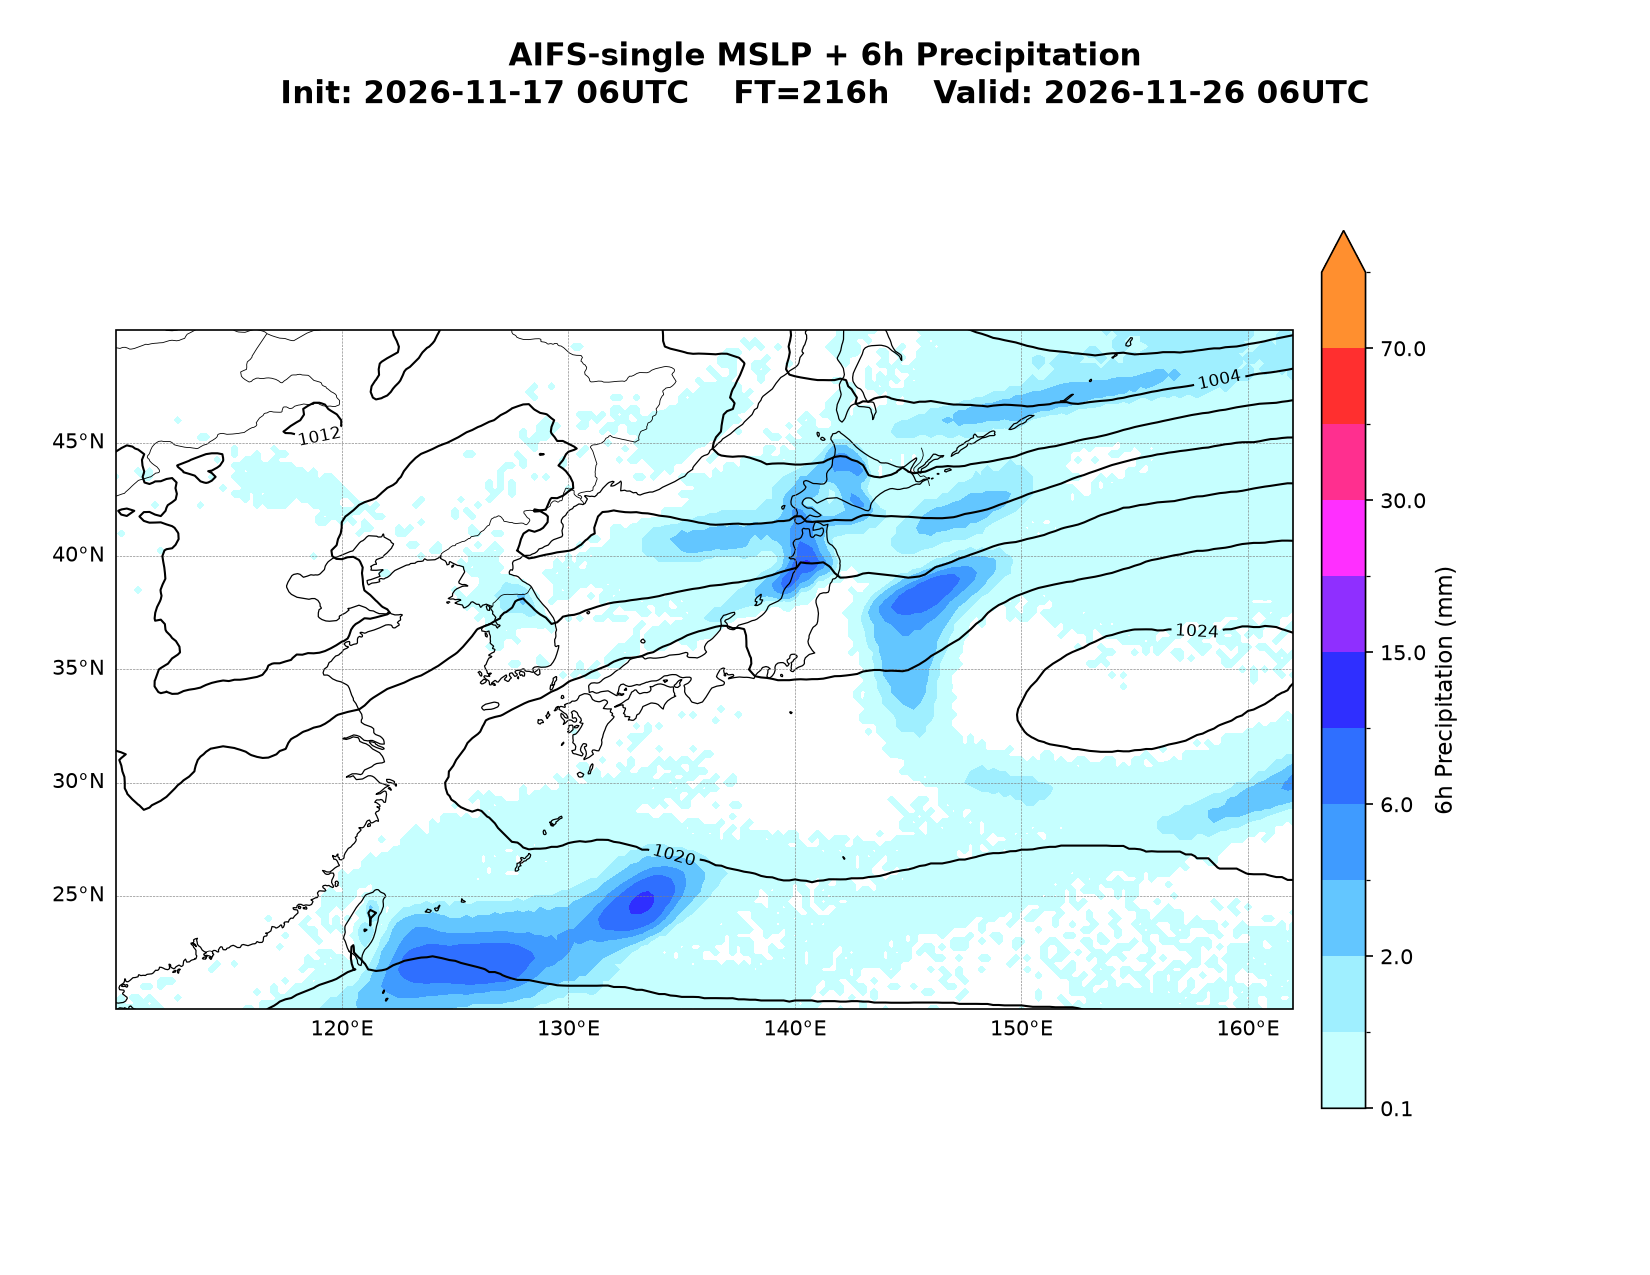 AIFS-single MSLP + 6h Precipitation
Init: 2026-11-17 06UTC    FT=216h    Valid: 2026-11-26 06UTC
70.0
1004
1012
45°N
30.0
40°N
6h Precipitation (mm)
1024
15.0
35°N
30°N
6.0
1020
25°N
2.0
120°E 130°E 140°E 150°E 160°E
0.1